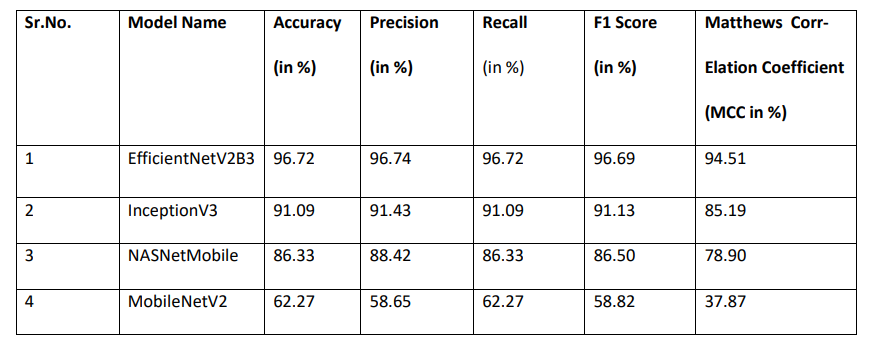 Sr.No. Model Name Accuracy Precision Recall F1 Score Matthews Corr-
(in %) (in %) (in %) (in %) Elation Coefficient
(MCC in %)
1 EfficientNetV2B3 96.72 96.74 96.72 96.69 94.51
2 InceptionV3 91.09 91.43 91.09 91.13 85.19
3 NASNetMobile 86.33 88.42 86.33 86.50 78.90
4 MobileNetV2 62.27 58.65 62.27 58.82 37.87